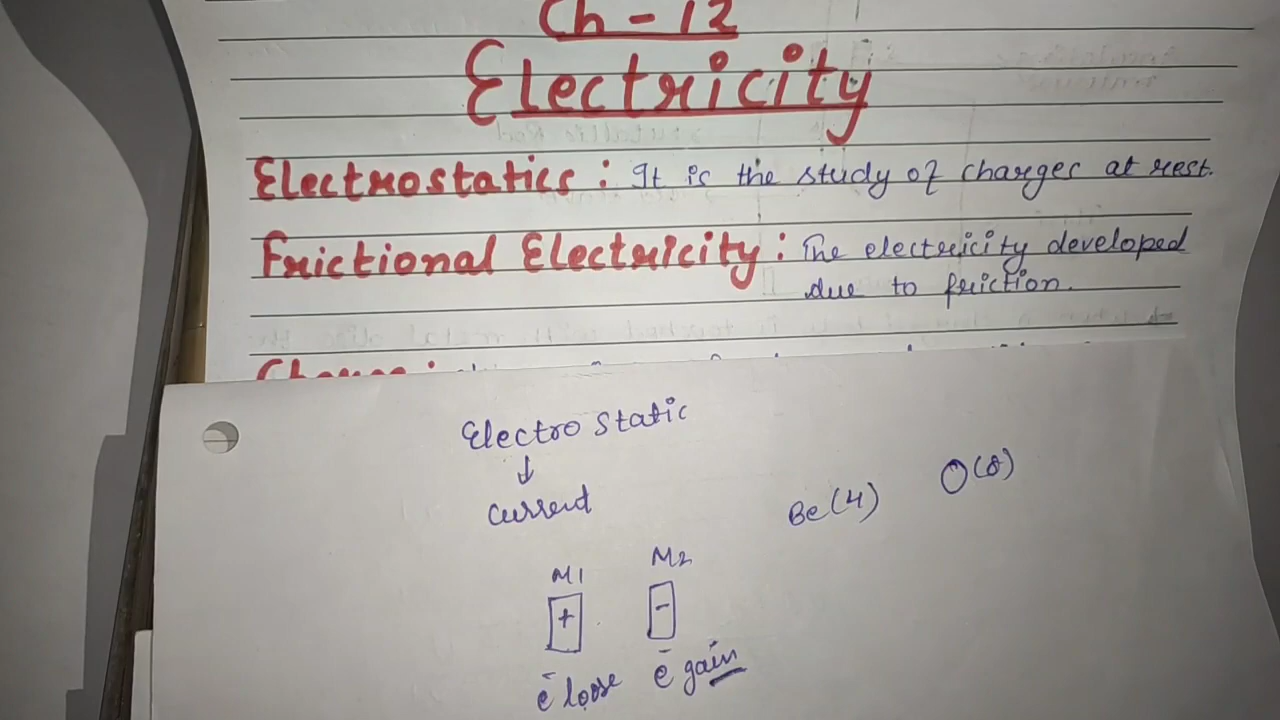 Ch - 12
Electricity
Electrostatics : It is the study of charges at rest.
Frictional Electricity : The electricity developed
due to friction.
Electro Static
↓
Current
Be(4) O(8)
M1 M2
+ -
e⁻ loose e⁻ gain